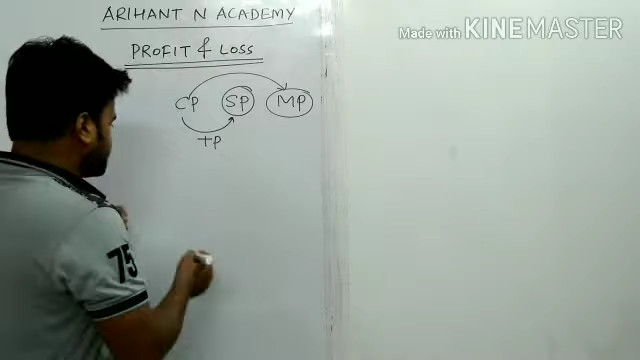 ARIHANT N ACADEMY
Made with KINEMASTER
PROFIT & LOSS
CP SP MP
+P
75